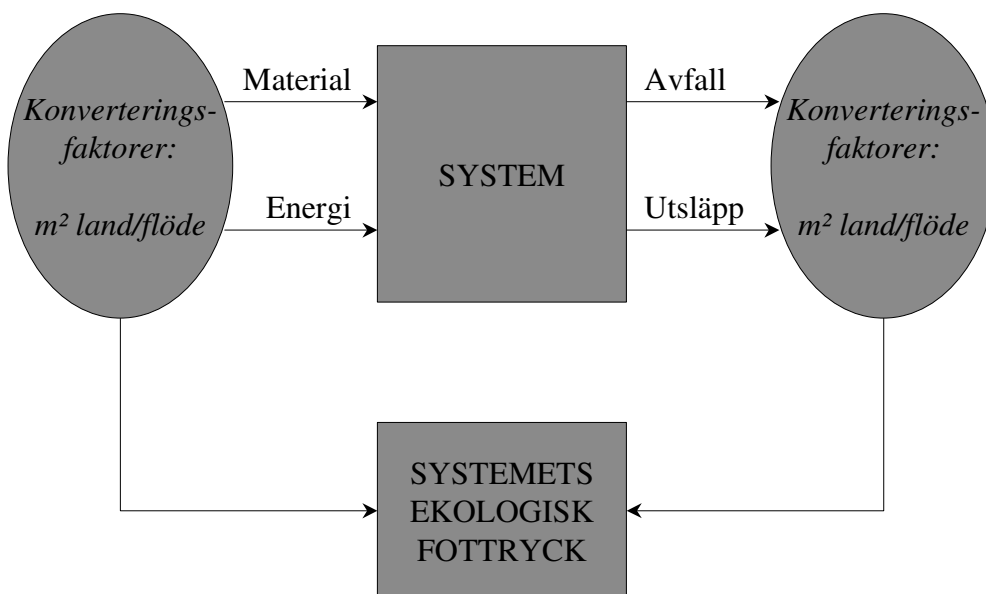 Konverterings-
faktorer:
m² land/flöde
Material
Energi
SYSTEM
Avfall
Utsläpp
Konverterings-
faktorer:
m² land/flöde
SYSTEMETS
EKOLOGISK
FOTTRYCK